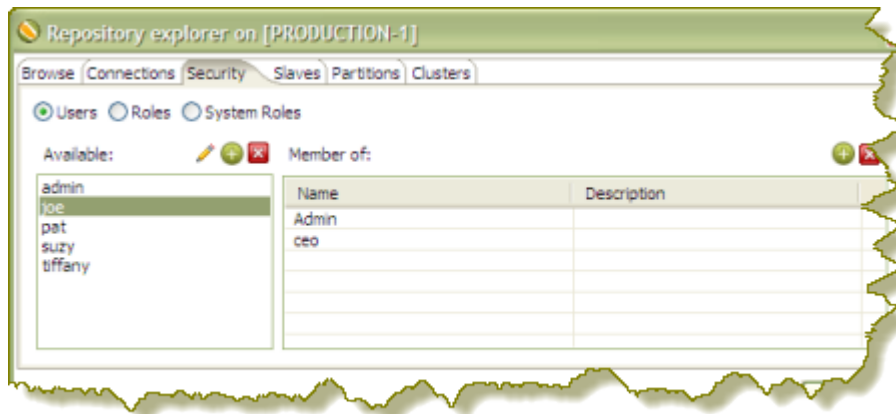 Repository explorer on [PRODUCTION-1]
Browse Connections Security Slaves Partitions Clusters
Users Roles System Roles
Available:
Member of:
admin
joe
pat
suzy
tiffany
Name Description
Admin
ceo